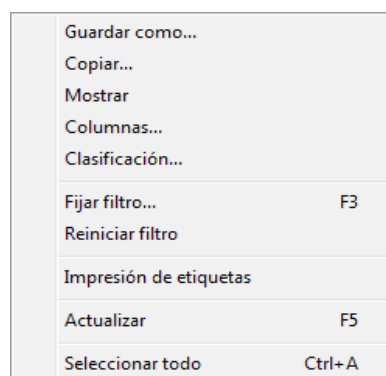 Guardar como...
Copiar...
Mostrar
Columnas...
Clasificación...
Fijar filtro... F3
Reiniciar filtro
Impresión de etiquetas
Actualizar F5
Seleccionar todo Ctrl+A